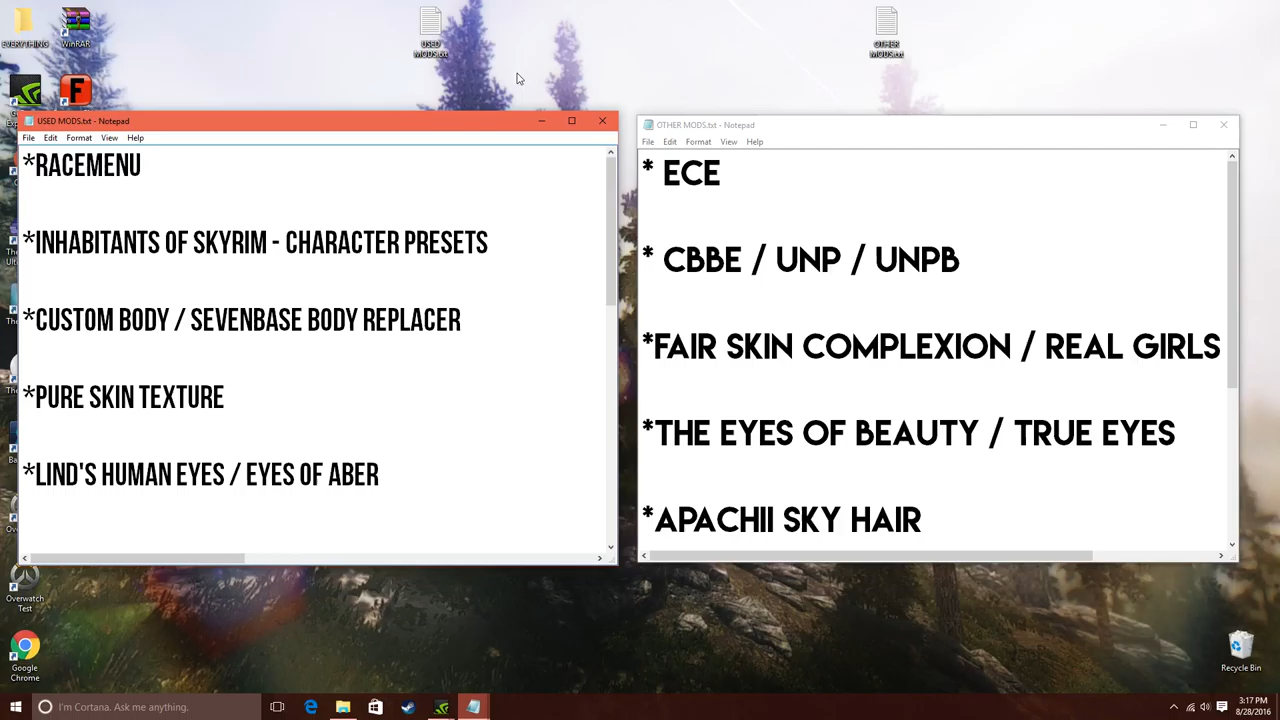 EVERYTHING
WinRAR
USED
MODS.txt
OTHER
MODS.txt
USED MODS.txt - Notepad
File Edit Format View Help
*RACEMENU
*INHABITANTS OF SKYRIM - CHARACTER PRESETS
*CUSTOM BODY / SEVENBASE BODY REPLACER
*PURE SKIN TEXTURE
*LIND'S HUMAN EYES / EYES OF ABER
OTHER MODS.txt - Notepad
File Edit Format View Help
* ECE
* CBBE / UNP / UNPB
*FAIR SKIN COMPLEXION / REAL GIRLS
*THE EYES OF BEAUTY / TRUE EYES
*APACHII SKY HAIR
Overwatch
Test
Google
Chrome
Recycle Bin
I'm Cortana. Ask me anything.
3:17 PM
8/28/2016